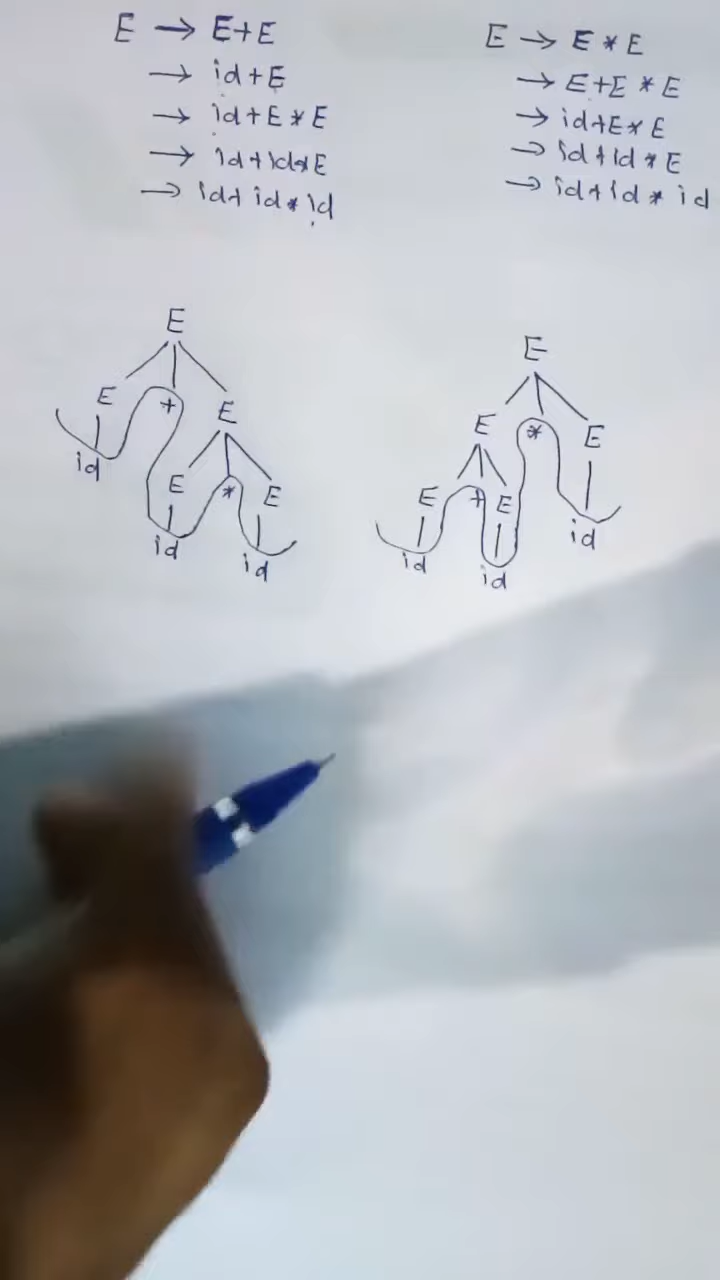 E → E+E
→ id+E
→ id+E*E
→ id+id*E
→ id+id*id
E → E*E
→ E+E*E
→ id+E*E
→ id+id*E
→ id+id*id
E
E + E
id E * E
id id
E
E * E
E + E id
id id